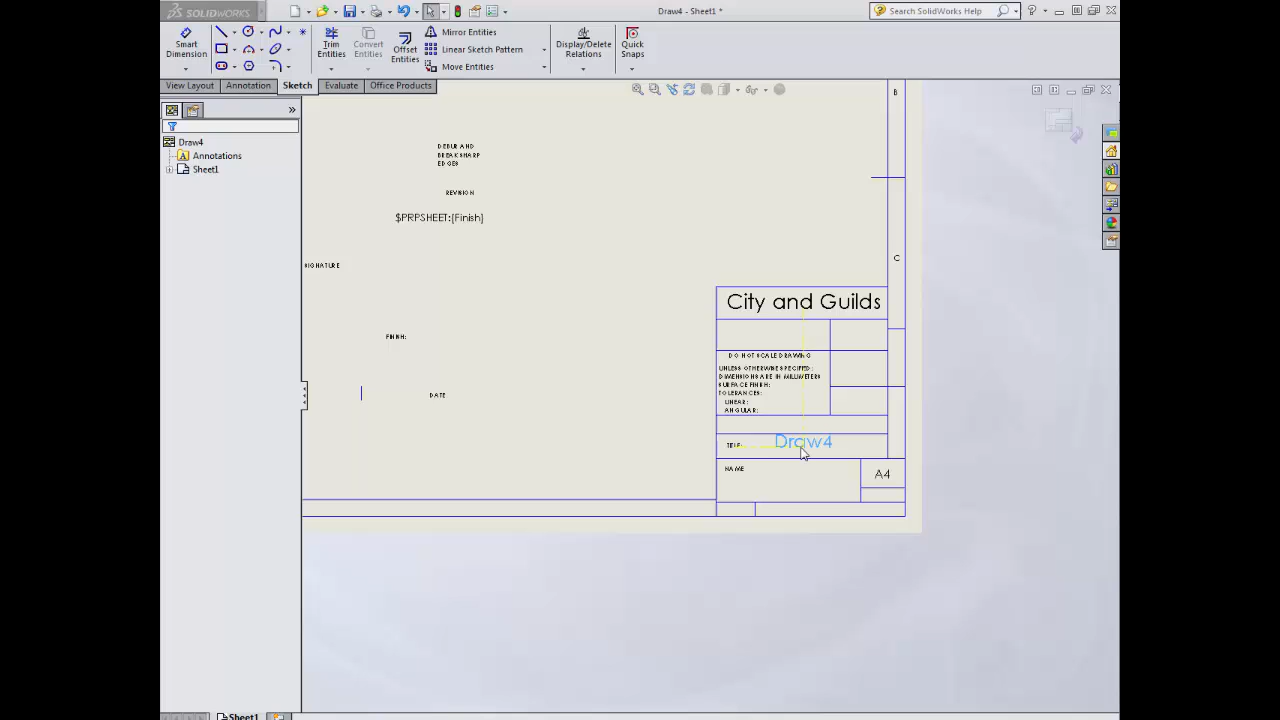 SOLIDWORKS
Draw4 - Sheet1 *
Search SolidWorks Help
Smart Dimension
Trim Entities
Convert Entities
Offset Entities
Mirror Entities
Linear Sketch Pattern
Move Entities
Display/Delete Relations
Quick Snaps
View Layout
Annotation
Sketch
Evaluate
Office Products
Draw4
Annotations
Sheet1
B
DEBUR AND
BREAK SHARP
EDGES
REVISION
$PRPSHEET:{Finish}
SIGNATURE
C
City and Guilds
FINISH:
DO NOT SCALE DRAWING
UNLESS OTHERWISE SPECIFIED:
DIMENSIONS ARE IN MILLIMETERS
SURFACE FINISH:
TOLERANCES:
LINEAR:
ANGULAR:
DATE
TITLE:
Draw4
NAME
A4
Sheet1